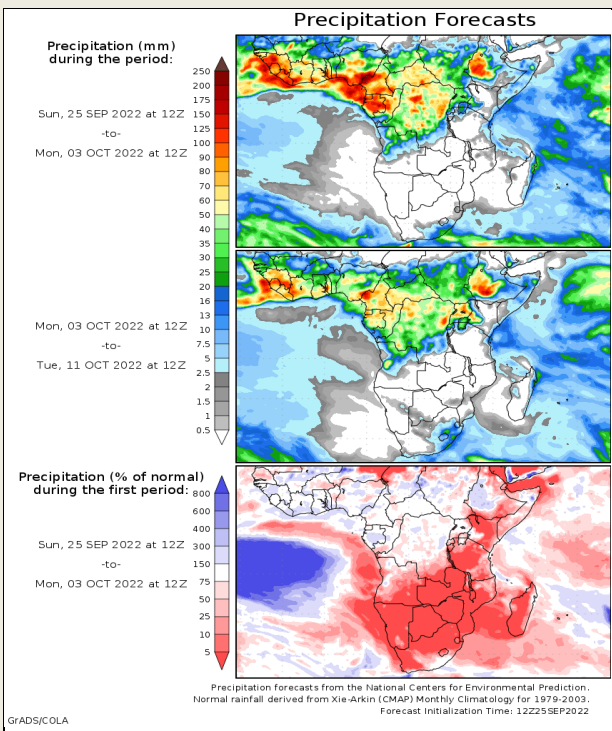 Precipitation Forecasts
Precipitation (mm)
during the period:
Sun, 25 SEP 2022 at 12Z
-to-
Mon, 03 OCT 2022 at 12Z
250
200
175
150
125
100
90
80
70
60
50
40
35
30
25
20
16
13
10
7.5
5
2.5
2
1.5
1
0.5
Mon, 03 OCT 2022 at 12Z
-to-
Tue, 11 OCT 2022 at 12Z
Precipitation (% of normal)
during the first period:
Sun, 25 SEP 2022 at 12Z
-to-
Mon, 03 OCT 2022 at 12Z
800
600
400
300
150
75
50
25
10
5
Precipitation forecasts from the National Centers for Environmental Prediction.
Normal rainfall derived from Xie-Arkin (CMAP) Monthly Climatology for 1979-2003.
Forecast Initialization Time: 12Z25SEP2022
GrADS/COLA